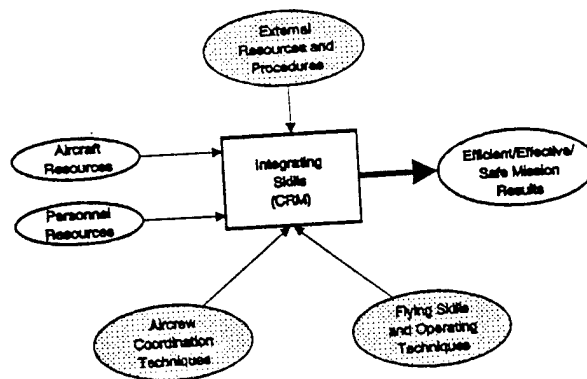 External
Resources and
Procedures
Aircraft
Resources
Integrating
Skills
(CRM)
Efficient/Effective/
Safe Mission
Results
Personnel
Resources
Aircrew
Coordination
Techniques
Flying Skills
and Operating
Techniques